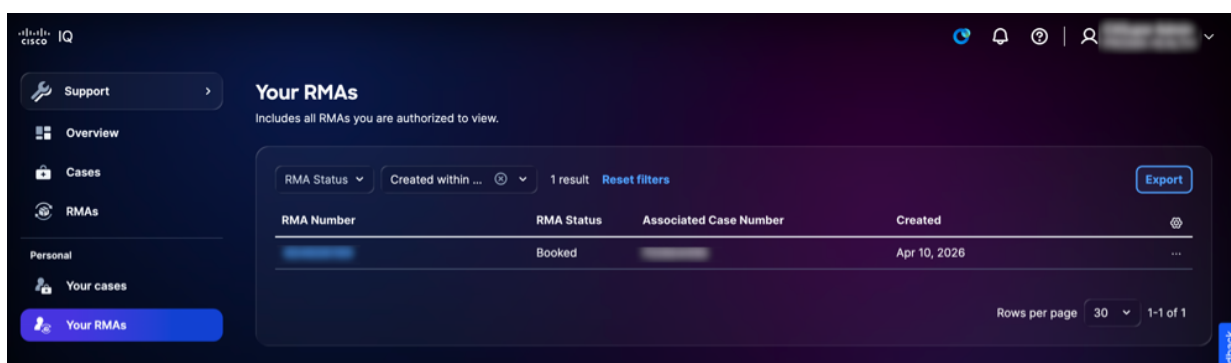 cisco IQ
Support
Overview
Cases
RMAs
Personal
Your cases
Your RMAs
Your RMAs
Includes all RMAs you are authorized to view.
RMA Status Created within ... 1 result Reset filters Export
RMA Number RMA Status Associated Case Number Created
Booked Apr 10, 2026 ...
Rows per page 30 1-1 of 1